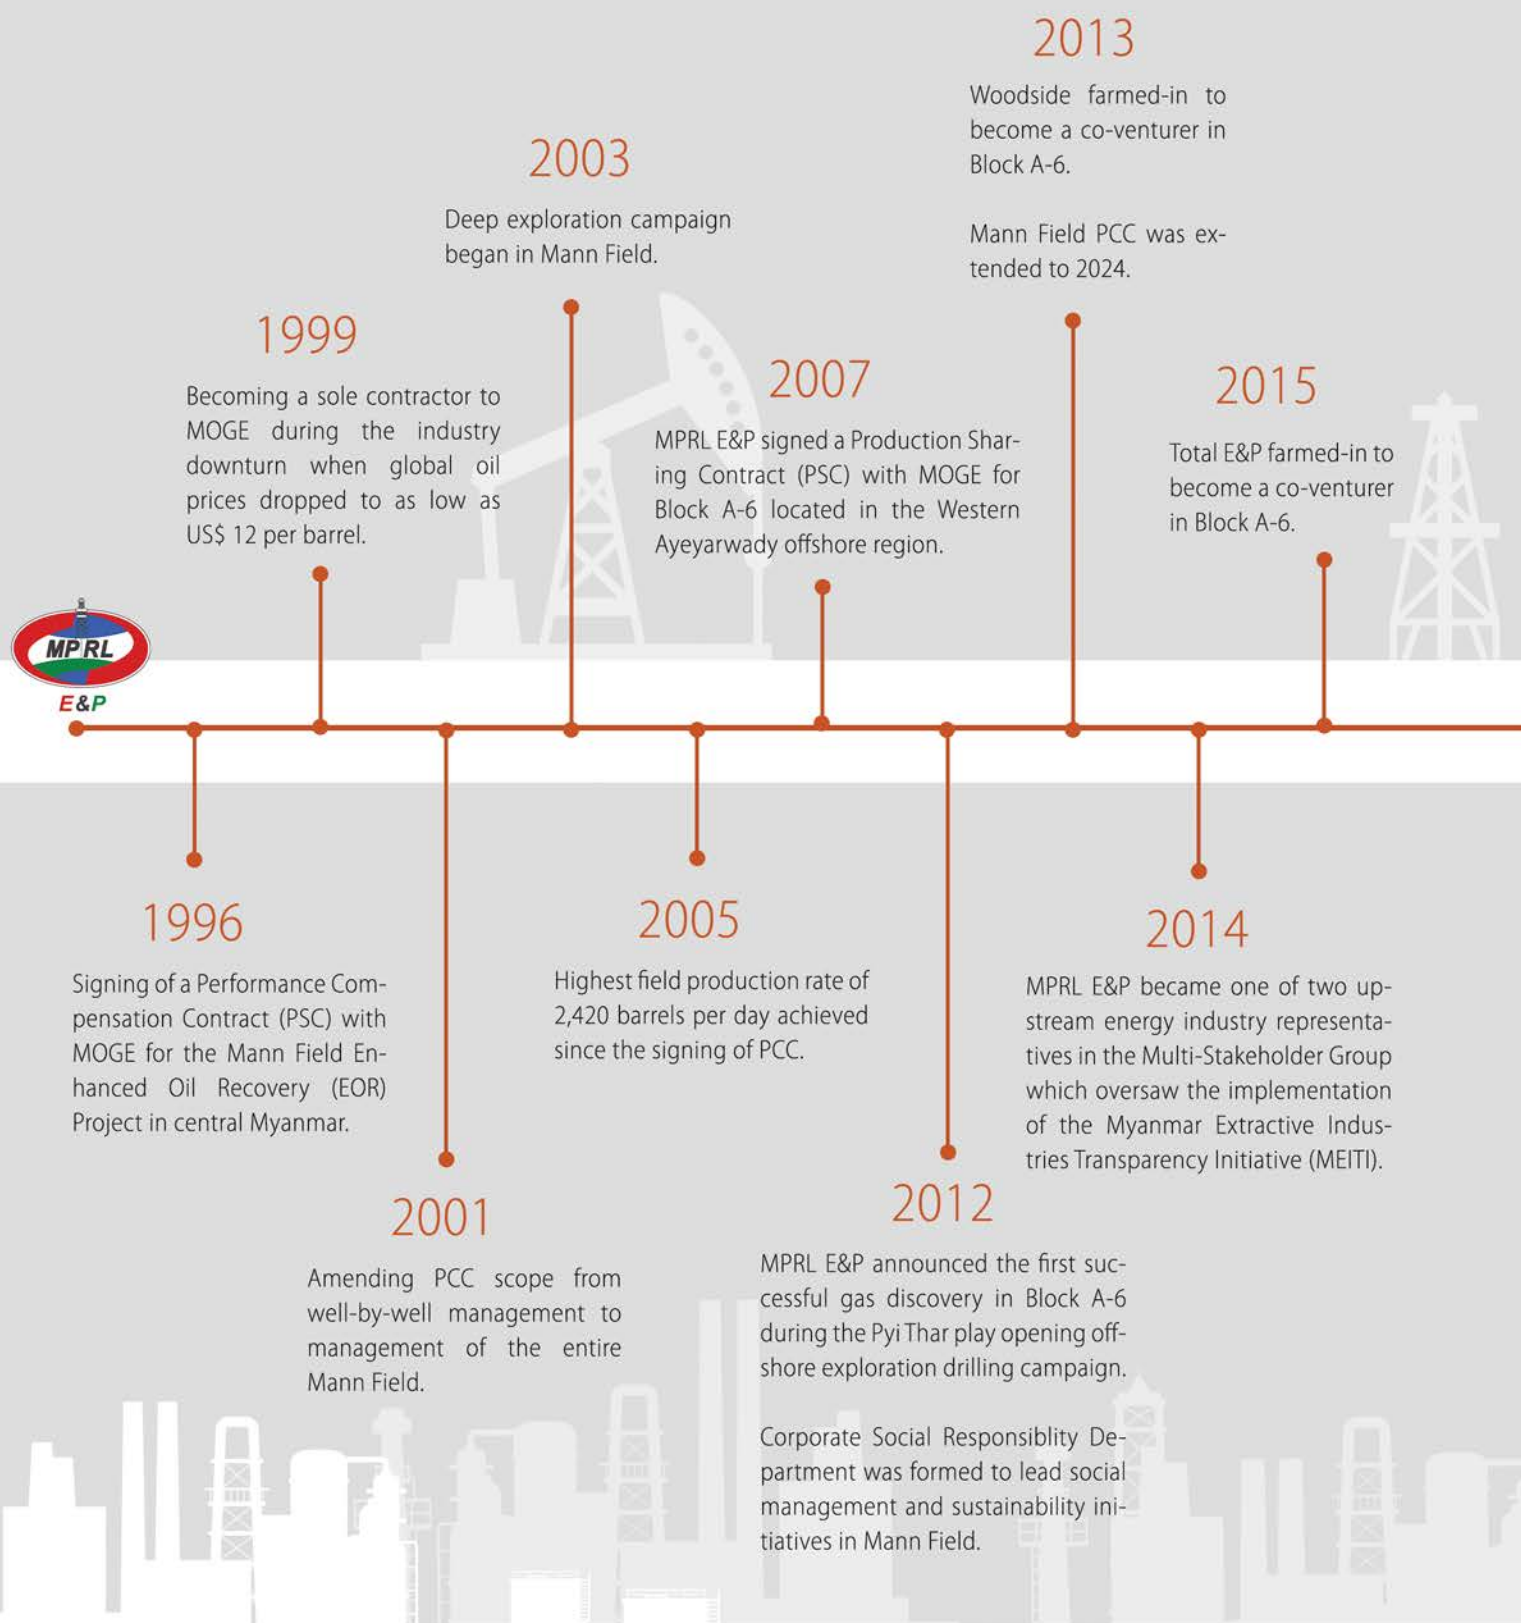 MPRL
E&P
1996
Signing of a Performance Com-
pensation Contract (PSC) with
MOGE for the Mann Field En-
hanced Oil Recovery (EOR)
Project in central Myanmar.
1999
Becoming a sole contractor to
MOGE during the industry
downturn when global oil
prices dropped to as low as
US$ 12 per barrel.
2001
Amending PCC scope from
well-by-well management to
management of the entire
Mann Field.
2003
Deep exploration campaign
began in Mann Field.
2005
Highest field production rate of
2,420 barrels per day achieved
since the signing of PCC.
2007
MPRL E&P signed a Production Shar-
ing Contract (PSC) with MOGE for
Block A-6 located in the Western
Ayeyarwady offshore region.
2012
MPRL E&P announced the first suc-
cessful gas discovery in Block A-6
during the Pyi Thar play opening off-
shore exploration drilling campaign.
Corporate Social Responsiblity De-
partment was formed to lead social
management and sustainability ini-
tiatives in Mann Field.
2013
Woodside farmed-in to
become a co-venturer in
Block A-6.
Mann Field PCC was ex-
tended to 2024.
2014
MPRL E&P became one of two up-
stream energy industry representa-
tives in the Multi-Stakeholder Group
which oversaw the implementation
of the Myanmar Extractive Indus-
tries Transparency Initiative (MEITI).
2015
Total E&P farmed-in to
become a co-venturer
in Block A-6.